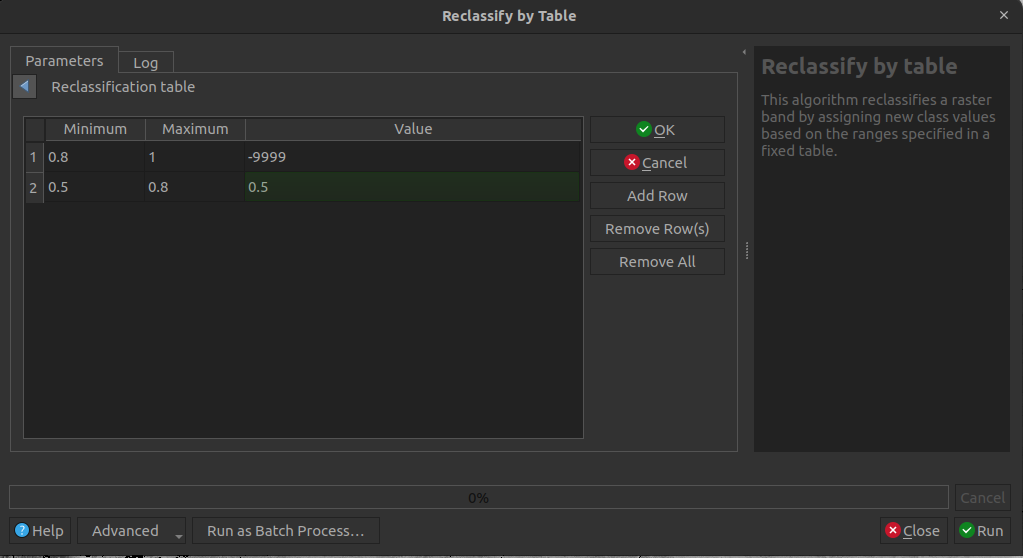 Reclassify by Table
Parameters
Log
Reclassification table
Minimum Maximum Value
1 0.8 1 -9999
2 0.5 0.8 0.5
OK
Cancel
Add Row
Remove Row(s)
Remove All
Reclassify by table
This algorithm reclassifies a raster
band by assigning new class values
based on the ranges specified in a
fixed table.
0%
Cancel
Help
Advanced
Run as Batch Process...
Close
Run